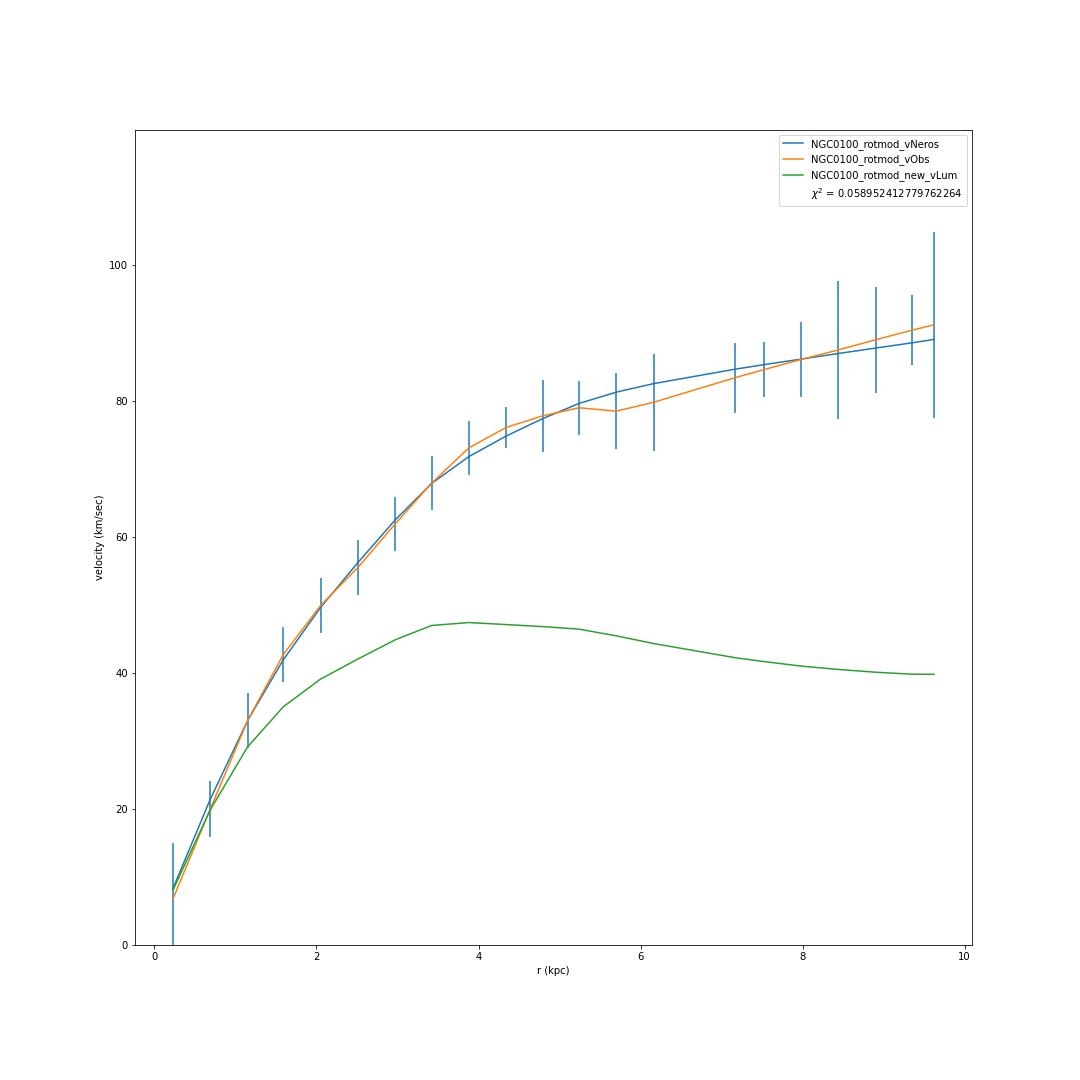 NGC0100_rotmod_vNeros
NGC0100_rotmod_vObs
NGC0100_rotmod_new_vLum
χ² = 0.058952412779762264
100
80
60
40
20
0
velocity (km/sec)
0 2 4 6 8 10
r (kpc)